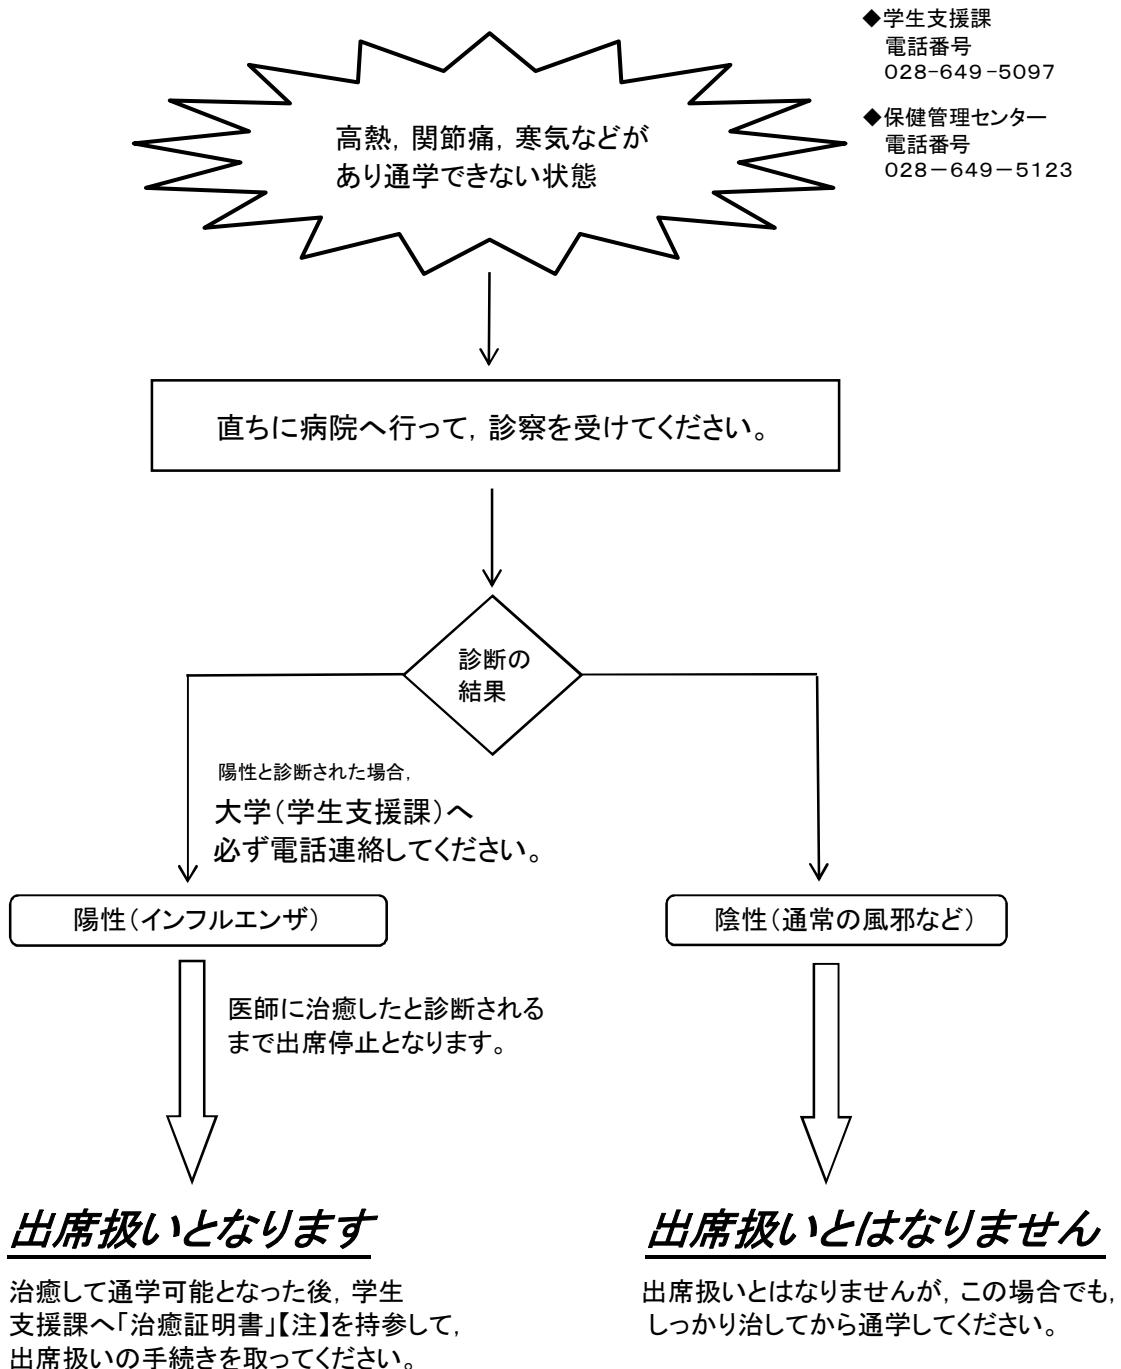 ◆学生支援課
電話番号
028-649-5097
◆保健管理センター
電話番号
028－649－5123
高熱，関節痛，寒気などが
あり通学できない状態
直ちに病院へ行って，診察を受けてください。
診断の
結果
陽性と診断された場合，
大学（学生支援課）へ
必ず電話連絡してください。
陽性（インフルエンザ）
陰性（通常の風邪など）
医師に治癒したと診断される
まで出席停止となります。
出席扱いとなります
治癒して通学可能となった後，学生
支援課へ「治癒証明書」【注】を持参して，
出席扱いの手続きを取ってください。
出席扱いとはなりません
出席扱いとはなりませんが，この場合でも，
しっかり治してから通学してください。